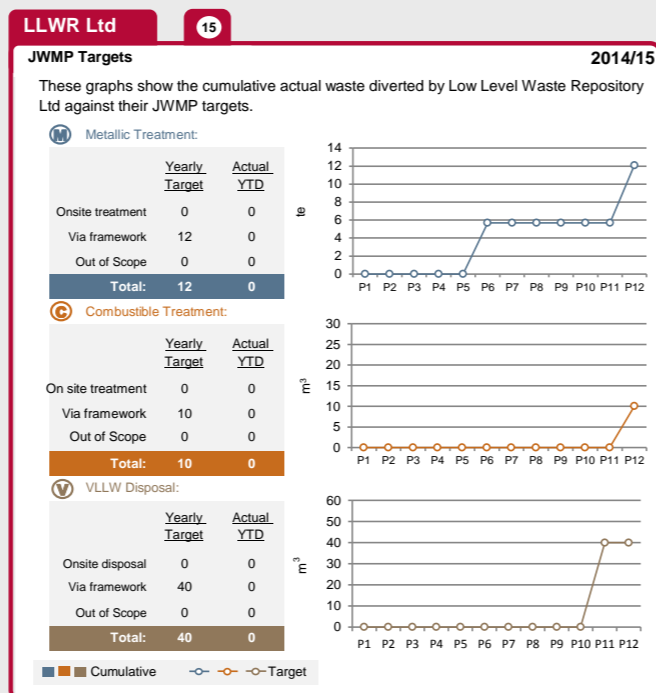 LLWR Ltd
15
JWMP Targets
2014/15
These graphs show the cumulative actual waste diverted by Low Level Waste Repository
Ltd against their JWMP targets.
M Metallic Treatment:
Yearly Target Actual YTD
Onsite treatment 0 0
Via framework 12 0
Out of Scope 0 0
Total: 12 0
te
14
12
10
8
6
4
2
0
P1 P2 P3 P4 P5 P6 P7 P8 P9 P10 P11 P12
C Combustible Treatment:
Yearly Target Actual YTD
On site treatment 0 0
Via framework 10 0
Out of Scope 0 0
Total: 10 0
m³
30
25
20
15
10
5
0
P1 P2 P3 P4 P5 P6 P7 P8 P9 P10 P11 P12
V VLLW Disposal:
Yearly Target Actual YTD
Onsite disposal 0 0
Via framework 40 0
Out of Scope 0 0
Total: 40 0
m³
60
50
40
30
20
10
0
P1 P2 P3 P4 P5 P6 P7 P8 P9 P10 P11 P12
Cumulative Target